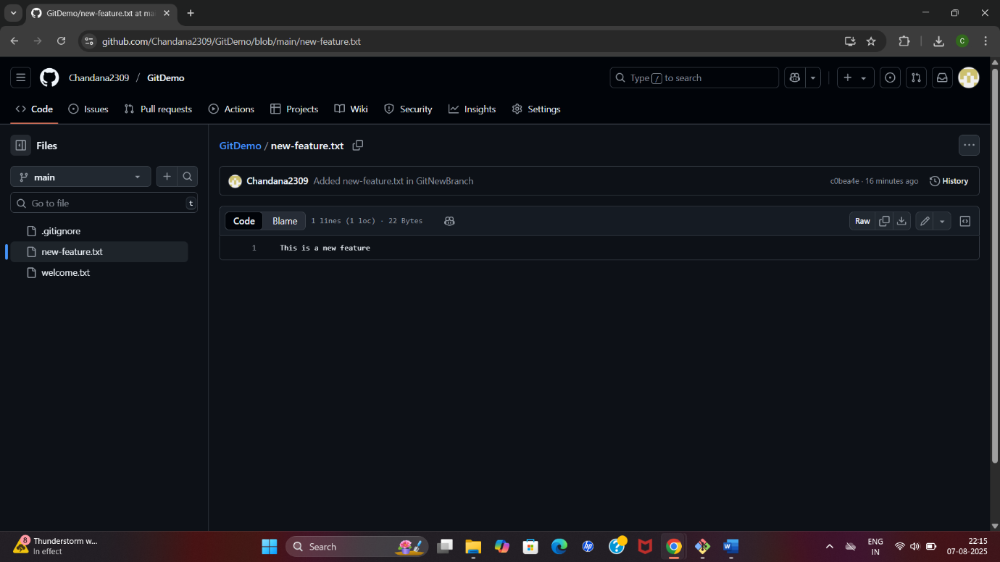 GitDemo/new-feature.txt at ma
github.com/Chandana2309/GitDemo/blob/main/new-feature.txt
C
Chandana2309 / GitDemo
Type / to search
Code Issues Pull requests Actions Projects Wiki Security Insights Settings
Files
main
Go to file
t
.gitignore
new-feature.txt
welcome.txt
GitDemo / new-feature.txt
Chandana2309 Added new-feature.txt in GitNewBranch
c0bea4e · 16 minutes ago
History
Code Blame 1 lines (1 loc) · 22 Bytes
Raw
1 This is a new feature
8
Thunderstorm w...
In effect
Search
hp
ENG
IN
22:15
07-08-2025